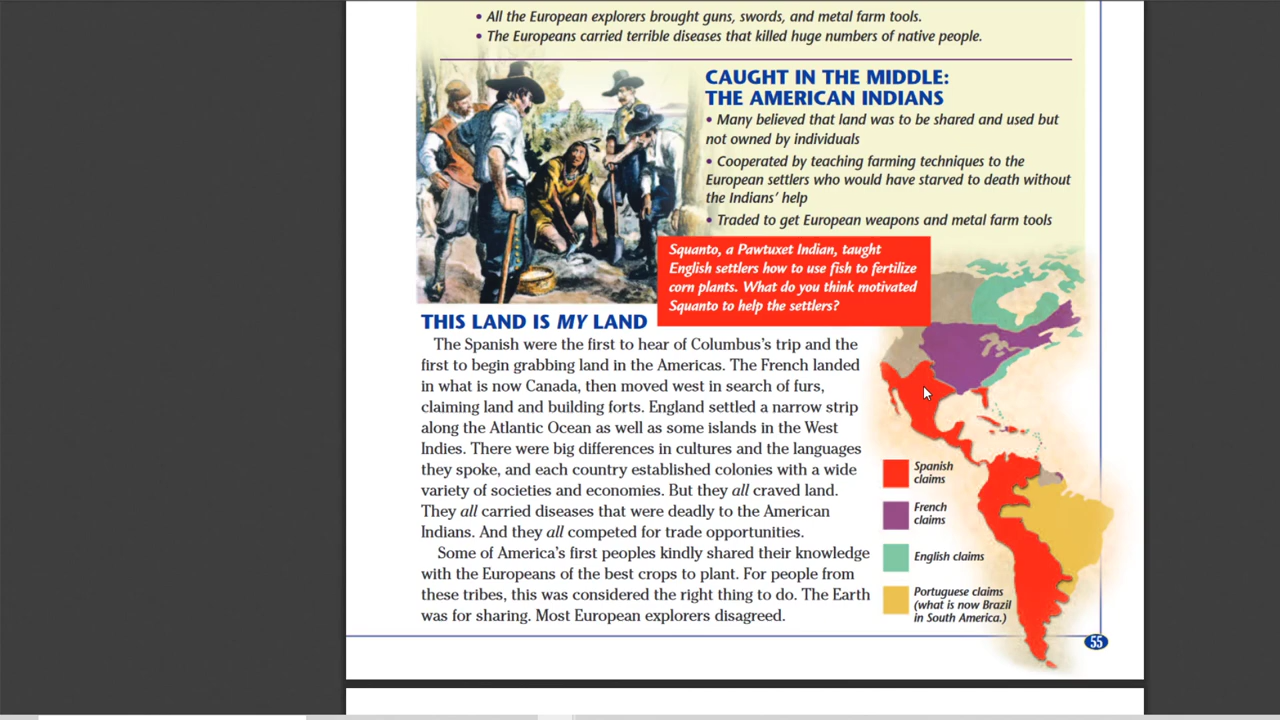 • All the European explorers brought guns, swords, and metal farm tools.
• The Europeans carried terrible diseases that killed huge numbers of native people.
CAUGHT IN THE MIDDLE:
THE AMERICAN INDIANS
• Many believed that land was to be shared and used but
not owned by individuals
• Cooperated by teaching farming techniques to the
European settlers who would have starved to death without
the Indians' help
• Traded to get European weapons and metal farm tools
Squanto, a Pawtuxet Indian, taught
English settlers how to use fish to fertilize
corn plants. What do you think motivated
Squanto to help the settlers?
THIS LAND IS MY LAND
The Spanish were the first to hear of Columbus's trip and the
first to begin grabbing land in the Americas. The French landed
in what is now Canada, then moved west in search of furs,
claiming land and building forts. England settled a narrow strip
along the Atlantic Ocean as well as some islands in the West
Indies. There were big differences in cultures and the languages
they spoke, and each country established colonies with a wide
variety of societies and economies. But they all craved land.
They all carried diseases that were deadly to the American
Indians. And they all competed for trade opportunities.
Some of America's first peoples kindly shared their knowledge
with the Europeans of the best crops to plant. For people from
these tribes, this was considered the right thing to do. The Earth
was for sharing. Most European explorers disagreed.
Spanish
claims
French
claims
English claims
Portuguese claims
(what is now Brazil
in South America.)
55